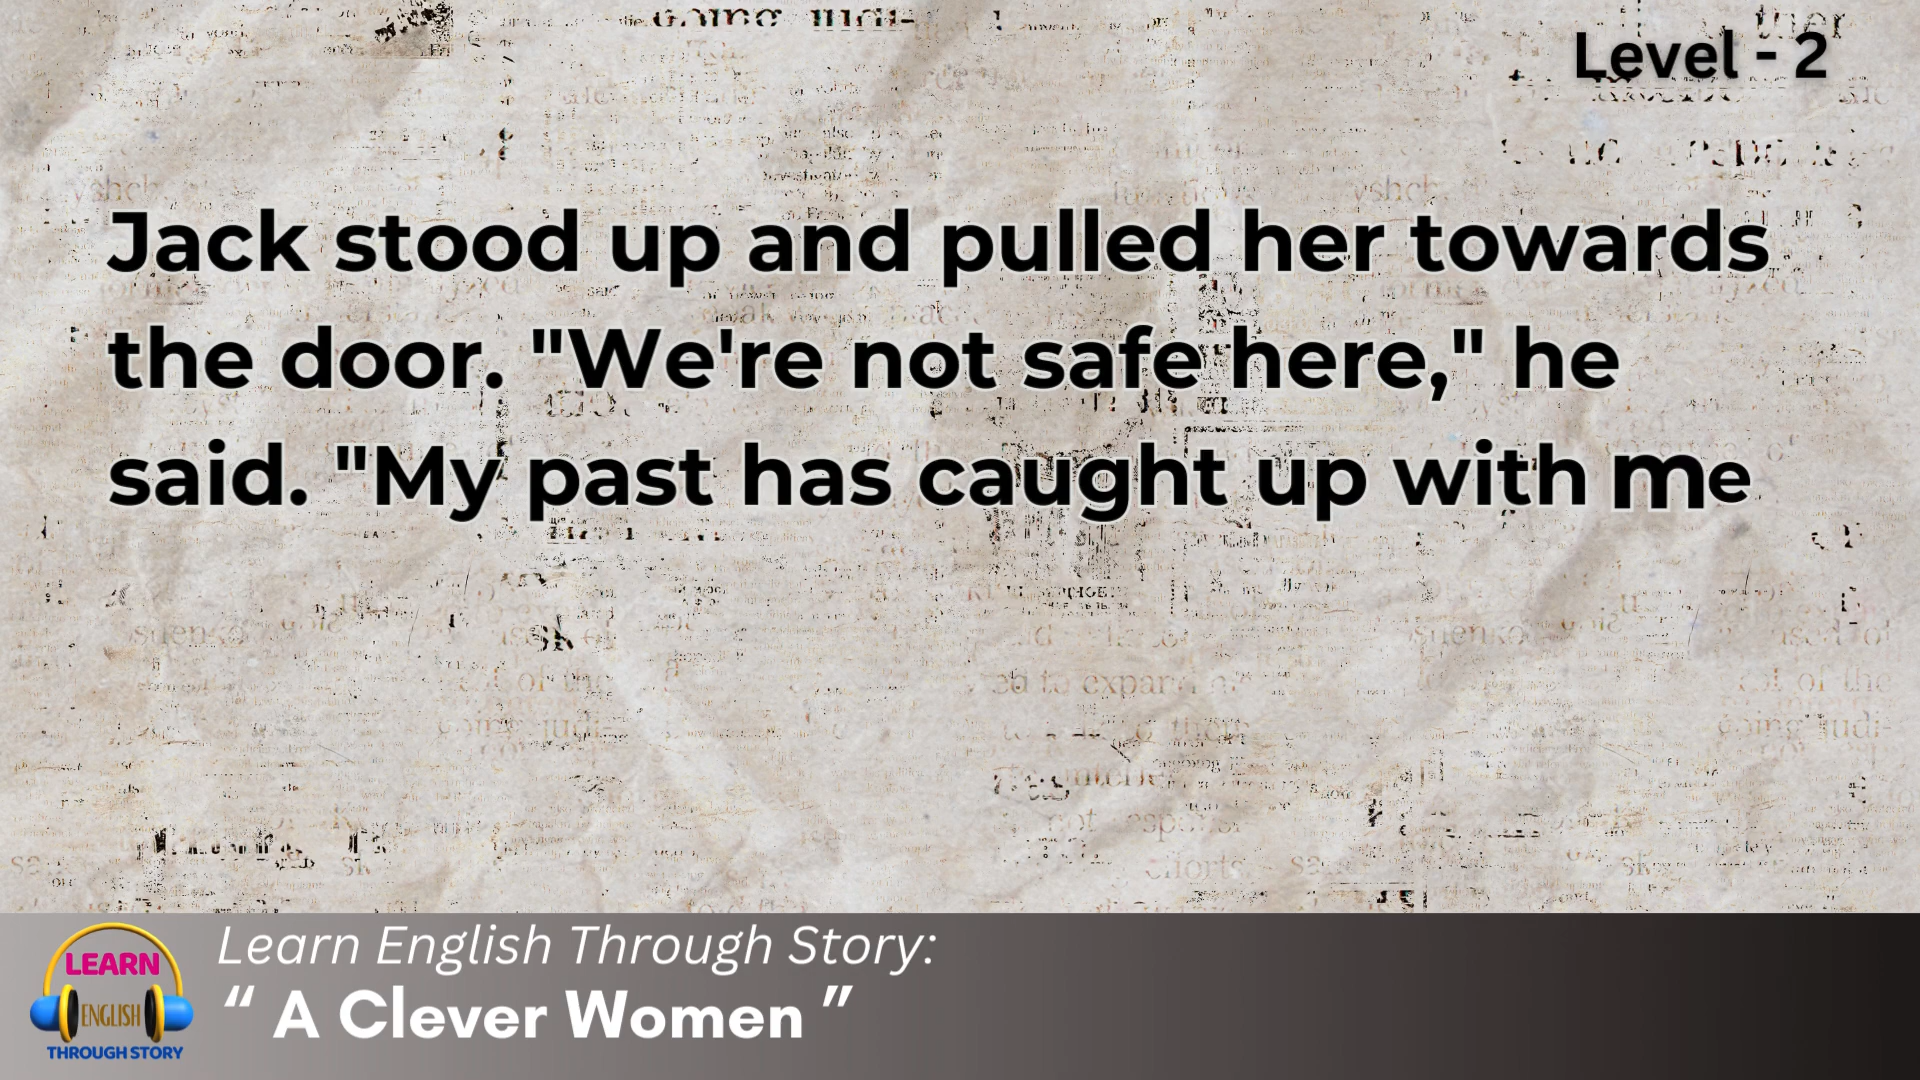 Level - 2
Jack stood up and pulled her towards
the door. "We're not safe here," he
said. "My past has caught up with me
LEARN
ENGLISH
THROUGH STORY
Learn English Through Story:
“ A Clever Women ”